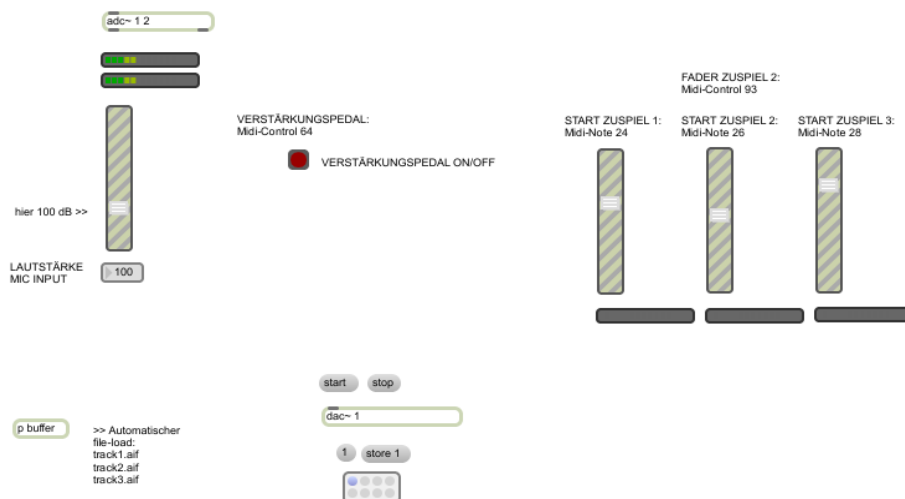 adc~ 1 2
FADER ZUSPIEL 2:
Midi-Control 93
VERSTÄRKUNGSPEDAL:
Midi-Control 64
START ZUSPIEL 1:
Midi-Note 24
START ZUSPIEL 2:
Midi-Note 26
START ZUSPIEL 3:
Midi-Note 28
VERSTÄRKUNGSPEDAL ON/OFF
hier 100 dB >>
LAUTSTÄRKE
MIC INPUT
100
start
stop
dac~ 1
p buffer
>> Automatischer
file-load:
track1.aif
track2.aif
track3.aif
1
store 1